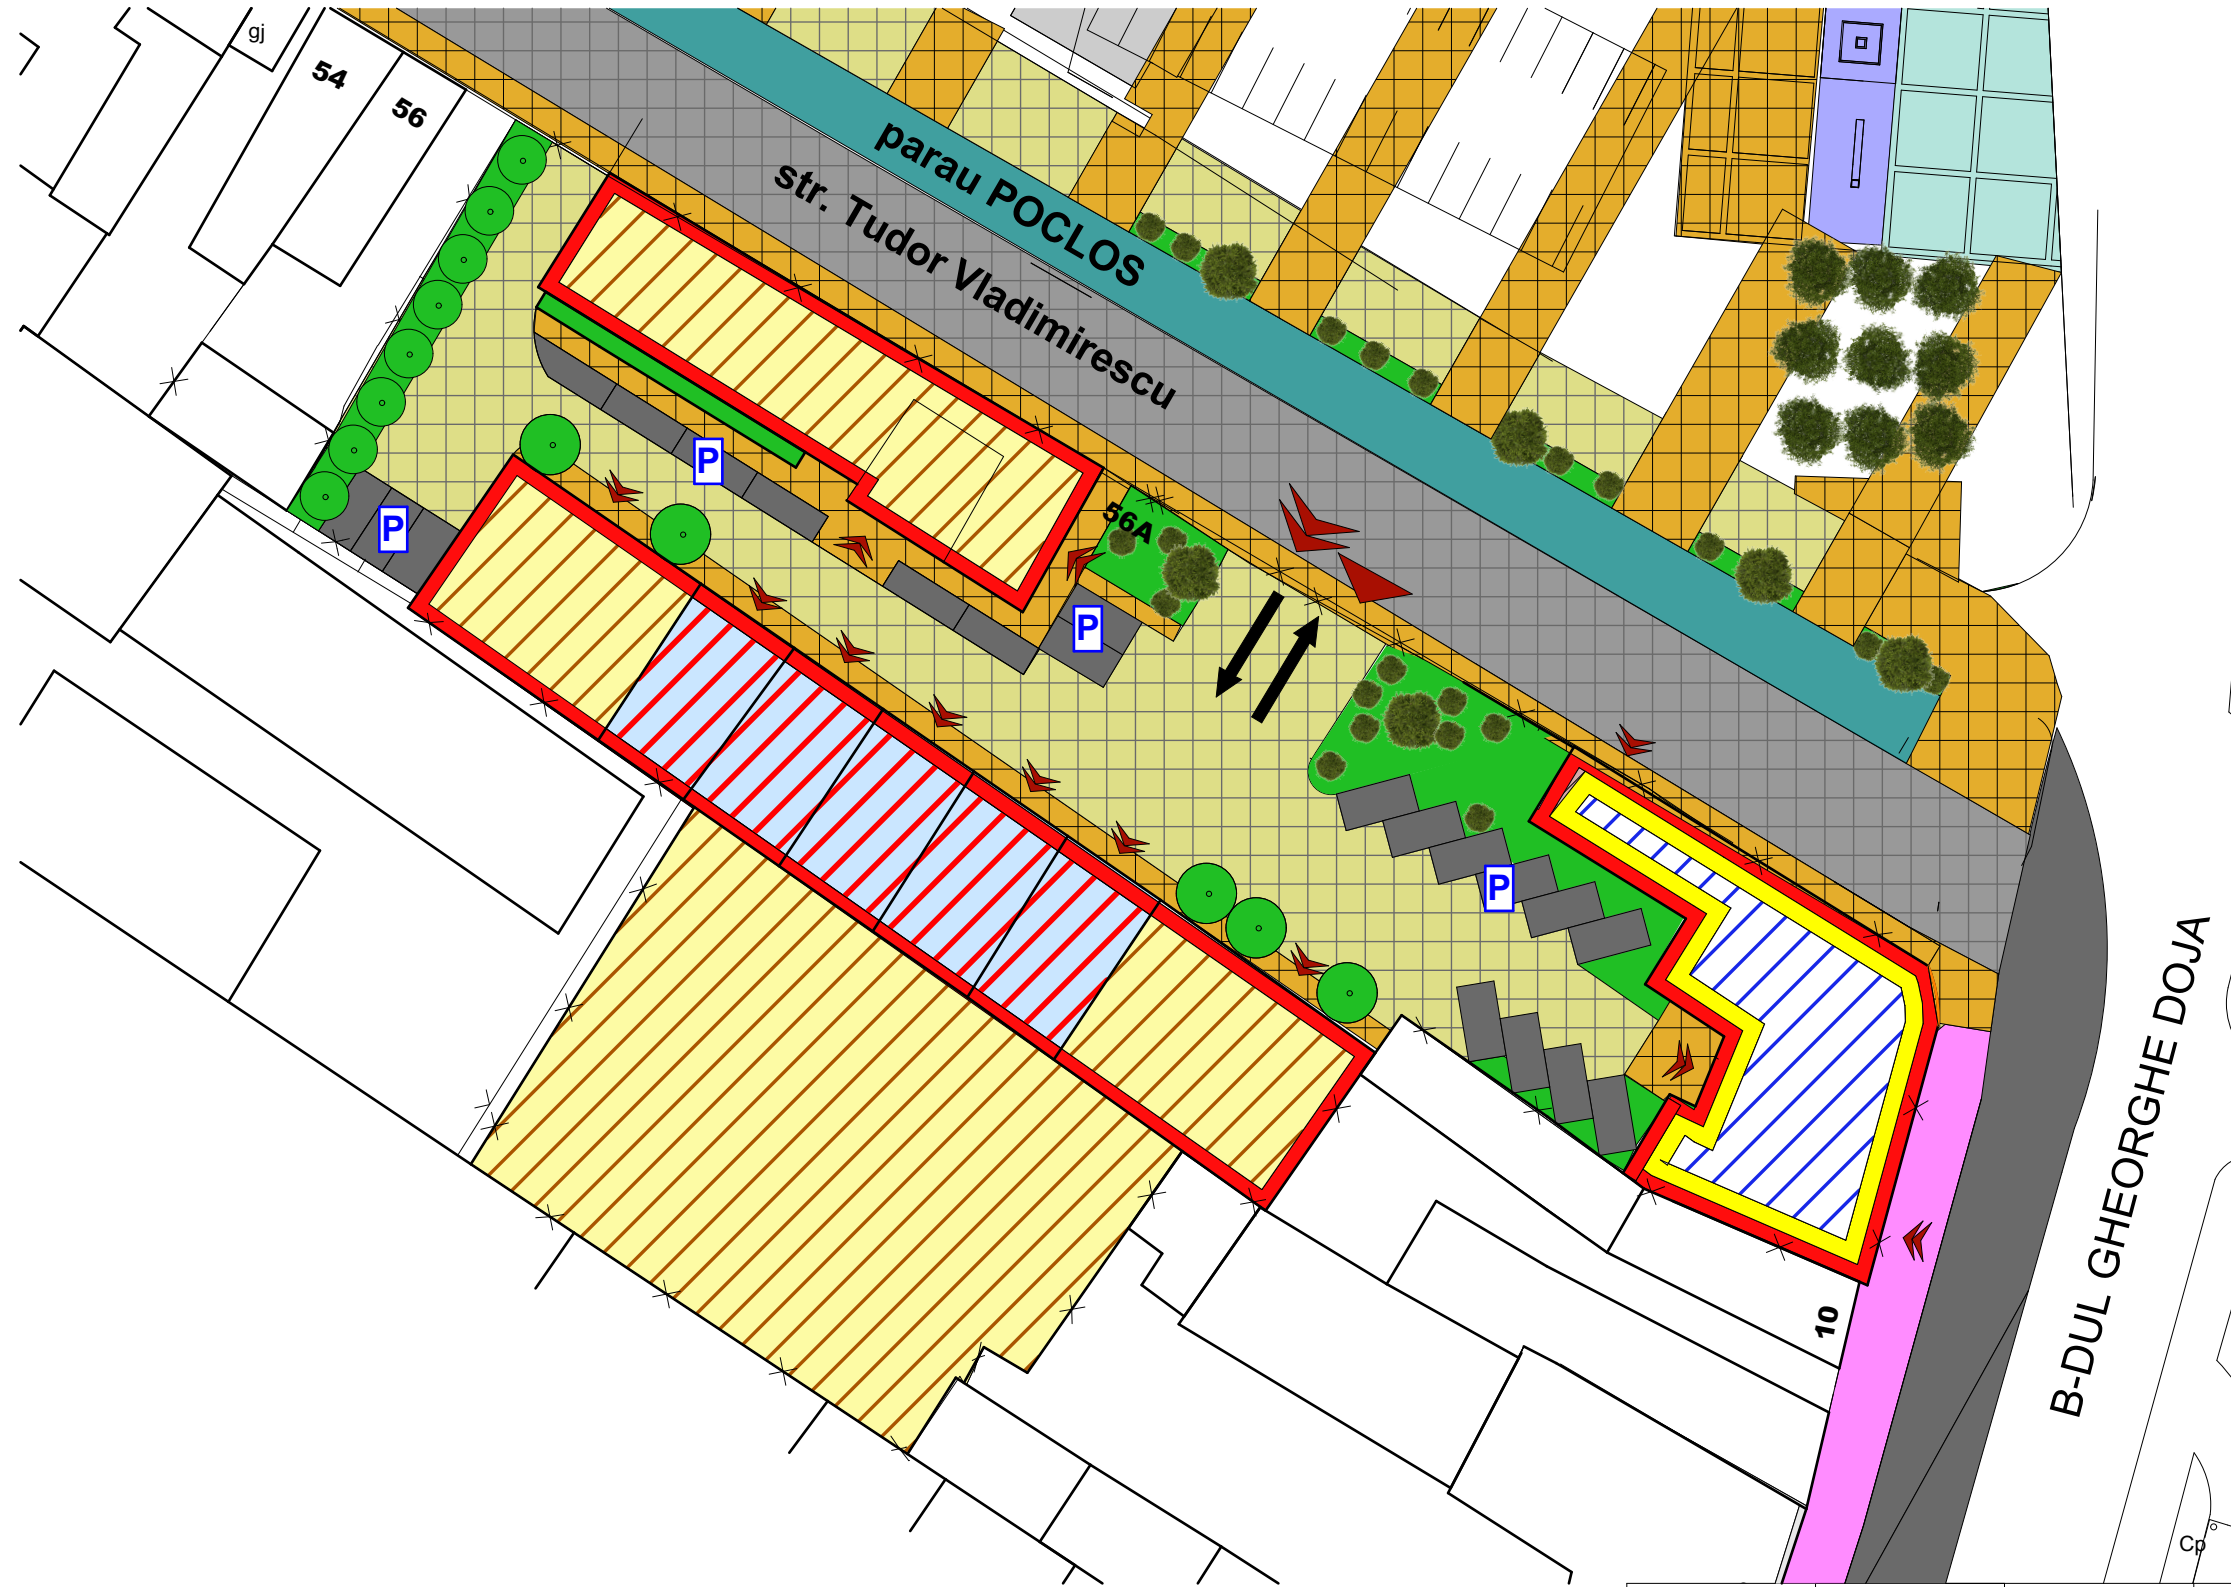 gj
54
56
parau POCLOS
str. Tudor Vladimirescu
P
56A
P
P
P
B-DUL GHEORGHE DOJA
10
Cp